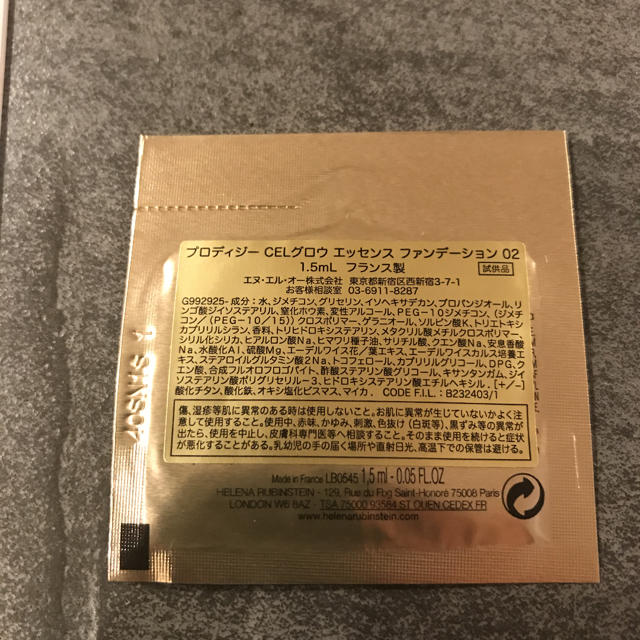 プロディジー CELグロウ エッセンス ファンデーション 02
1.5mL フランス製 試供品
エヌ・エル・オー株式会社 東京都新宿区西新宿3-7-1
お客様相談室 03-6911-8287
G992925- 成分：水、ジメチコン、グリセリン、イソヘキサデカン、プロパンジオール、リ
ンゴ酸ジイソステアリル、窒化ホウ素、変性アルコール、PEG-10ジメチコン、（ジメチ
コン／（PEG-10／15））クロスポリマー、ゲラニオール、ソルビン酸K、トリエトキシ
カプリリルシラン、香料、トリヒドロキシステアリン、メタクリル酸メチルクロスポリマー、
シリル化シリカ、ヒアルロン酸Na、ヒマワリ種子油、サリチル酸、クエン酸Na、安息香酸
Na、水酸化Al、硫酸Mg、エーデルワイス花／葉エキス、エーデルワイスカルス培養エ
キス、ステアロイルグルタミン酸2Na、トコフェロール、カプリリルグリコール、DPG、ク
エン酸、合成フルオロフロゴパイト、酢酸ステアリン酸グリコール、キサンタンガム、ジイ
ソステアリン酸ポリグリセリル-3、ヒドロキシステアリン酸エチルヘキシル、[+/-]
酸化チタン、酸化鉄、オキシ塩化ビスマス、マイカ . CODE F.I.L. : B232403/1
傷、湿疹等肌に異常のある時は使用しないこと。お肌に異常が生じていないかよく注
意して使用すること。使用中、赤味、かゆみ、刺激、色抜け（白斑等）、黒ずみ等の異常が
出たら、使用を中止し、皮膚科専門医等へ相談すること。そのまま使用を続けると症状
が悪化することがある。乳幼児の手の届く場所や直射日光、高温下での保管は避ける。
Made in France LB0545 1,5 ml - 0.05 FL.OZ
HELENA RUBINSTEIN - 129, Rue du Fbg Saint-Honoré 75008 Paris
LONDON W6 8AZ - TSA 75000 93584 ST OUEN CEDEX FR
www.helenarubinstein.com